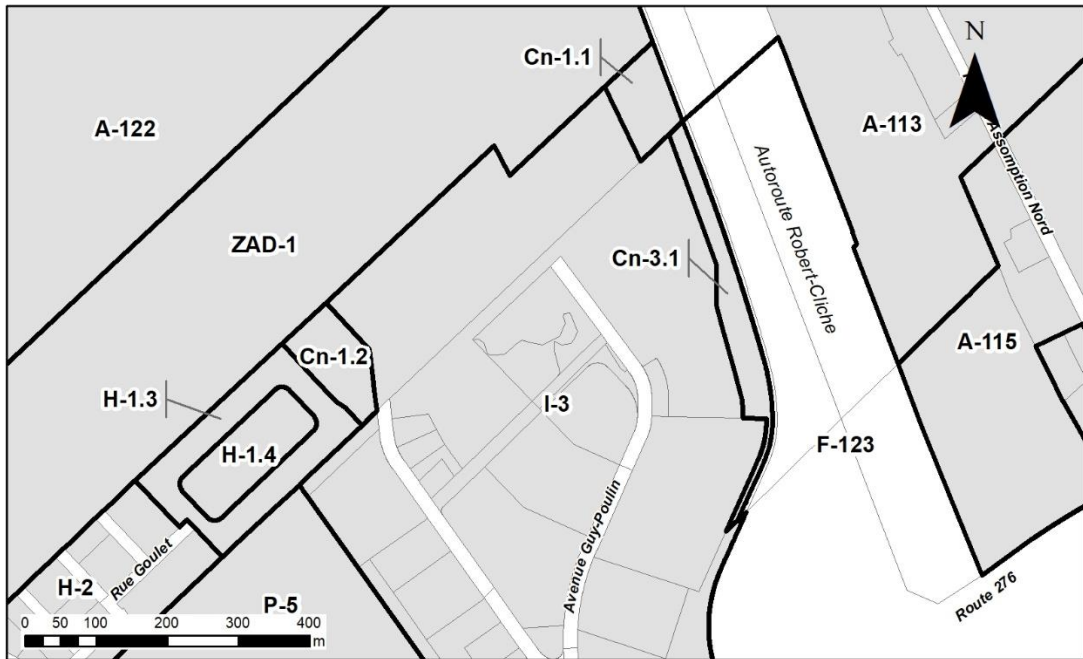 N
Cn-1.1
A-122
A-113
Assomption Nord
Autoroute Robert-Cliche
ZAD-1
Cn-3.1
Cn-1.2
A-115
H-1.3
I-3
H-1.4
F-123
Avenue Guy-Poulin
Rue Goulet
H-2
P-5
Route 276
0 50 100 200 300 400
m